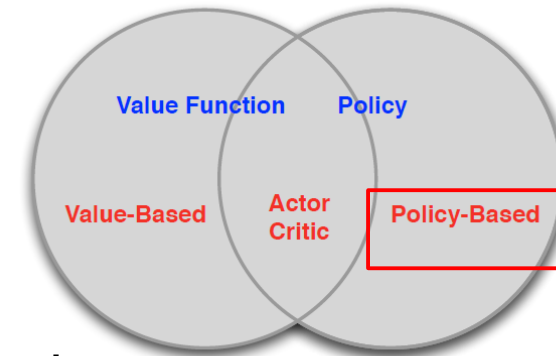 Value Function Policy
Value-Based
Actor
Critic
Policy-Based